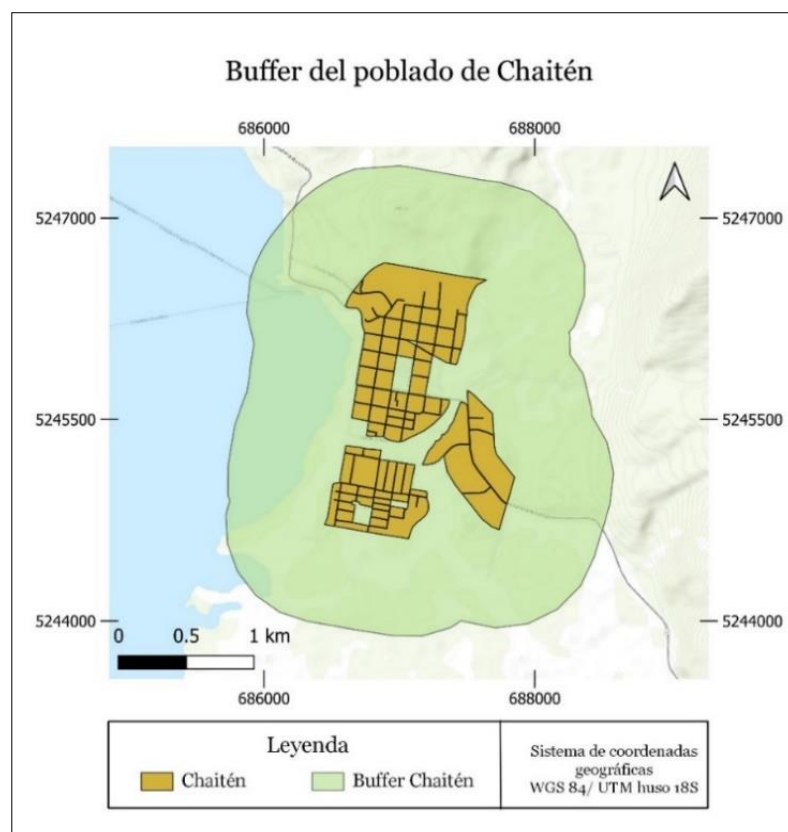 Buffer del poblado de Chaitén
686000 688000
5247000 5247000
5245500 5245500
5244000 5244000
0 0.5 1 km
686000 688000
Leyenda
Chaitén Buffer Chaitén
Sistema de coordenadas
geográficas
WGS 84/ UTM huso 18S